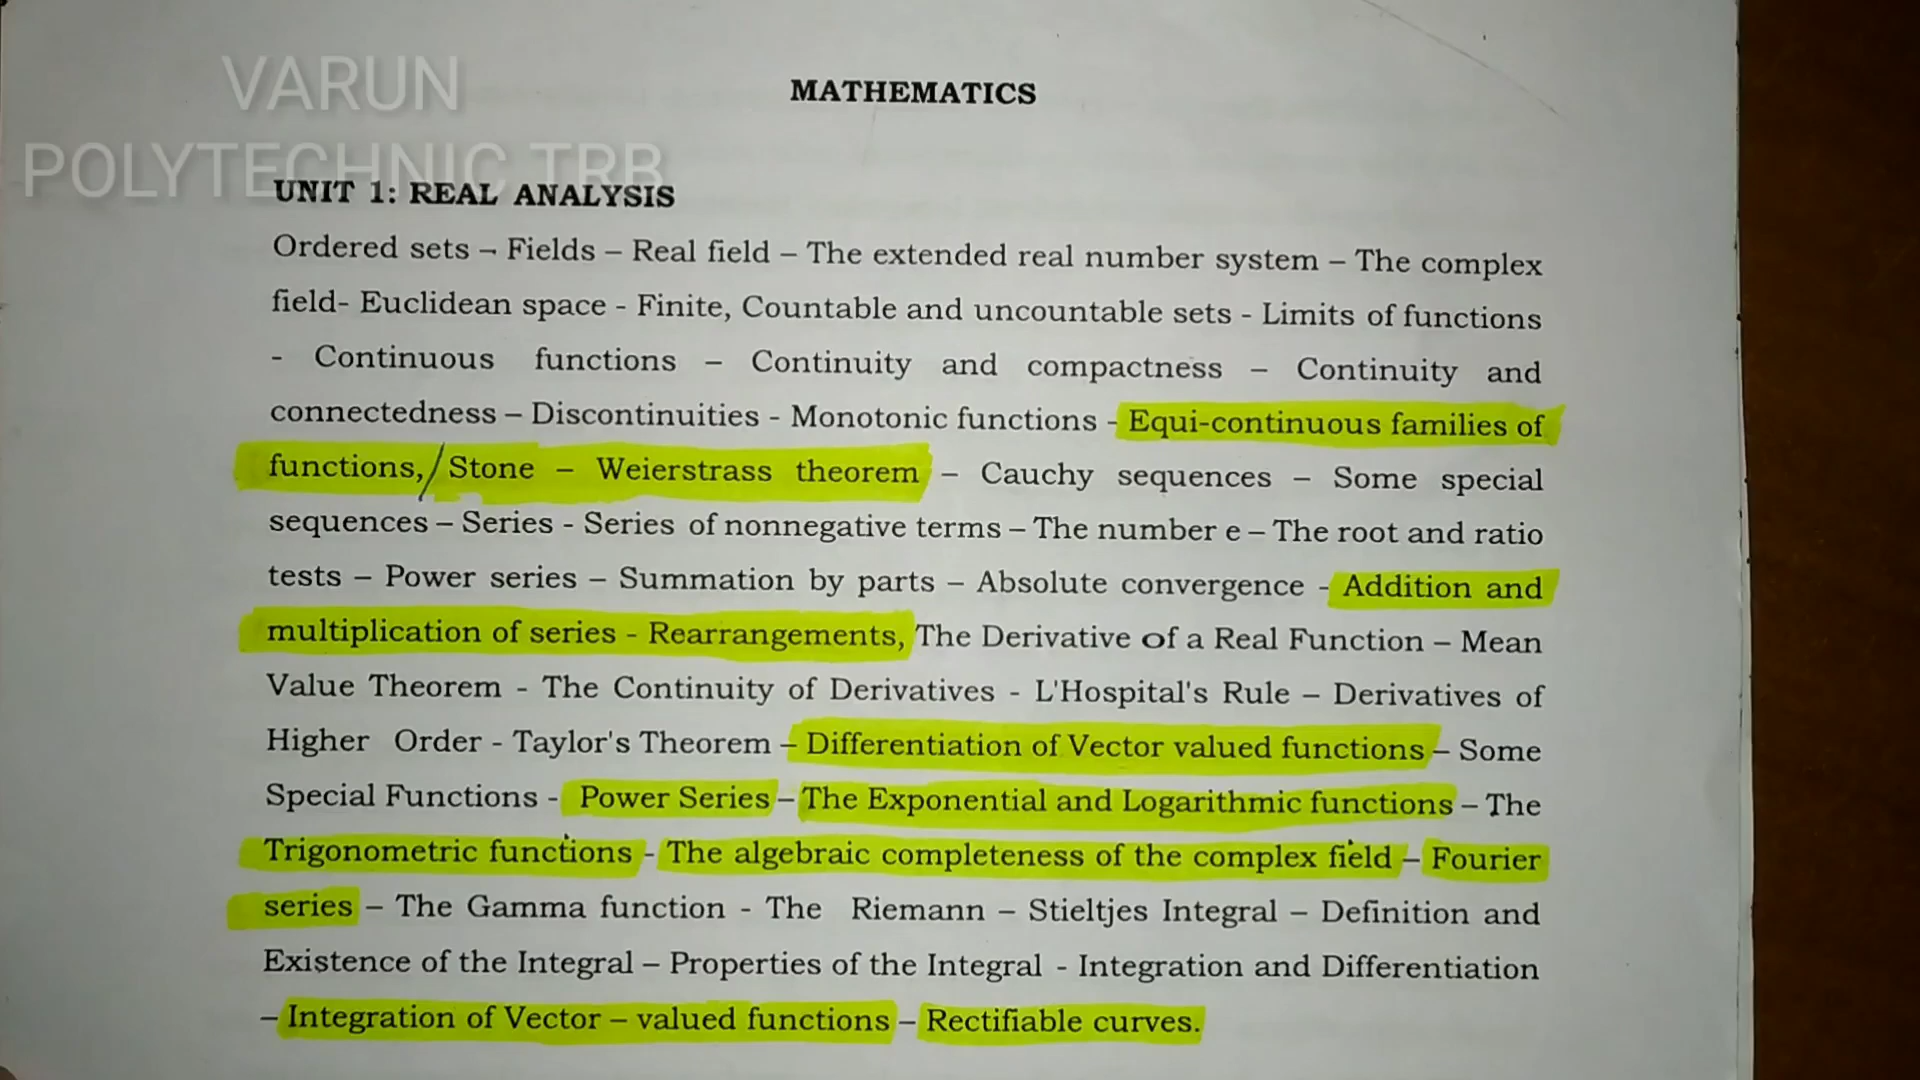 VARUN
POLYTECHNIC TRB
MATHEMATICS
UNIT 1: REAL ANALYSIS
Ordered sets – Fields – Real field – The extended real number system – The complex
field- Euclidean space - Finite, Countable and uncountable sets - Limits of functions
- Continuous functions – Continuity and compactness – Continuity and
connectedness – Discontinuities - Monotonic functions - Equi-continuous families of
functions,/ Stone – Weierstrass theorem – Cauchy sequences – Some special
sequences – Series - Series of nonnegative terms – The number e – The root and ratio
tests – Power series – Summation by parts – Absolute convergence - Addition and
multiplication of series - Rearrangements, The Derivative of a Real Function – Mean
Value Theorem - The Continuity of Derivatives - L'Hospital's Rule – Derivatives of
Higher Order - Taylor's Theorem – Differentiation of Vector valued functions – Some
Special Functions - Power Series – The Exponential and Logarithmic functions – The
Trigonometric functions - The algebraic completeness of the complex field – Fourier
series – The Gamma function - The Riemann – Stieltjes Integral – Definition and
Existence of the Integral – Properties of the Integral - Integration and Differentiation
– Integration of Vector – valued functions – Rectifiable curves.